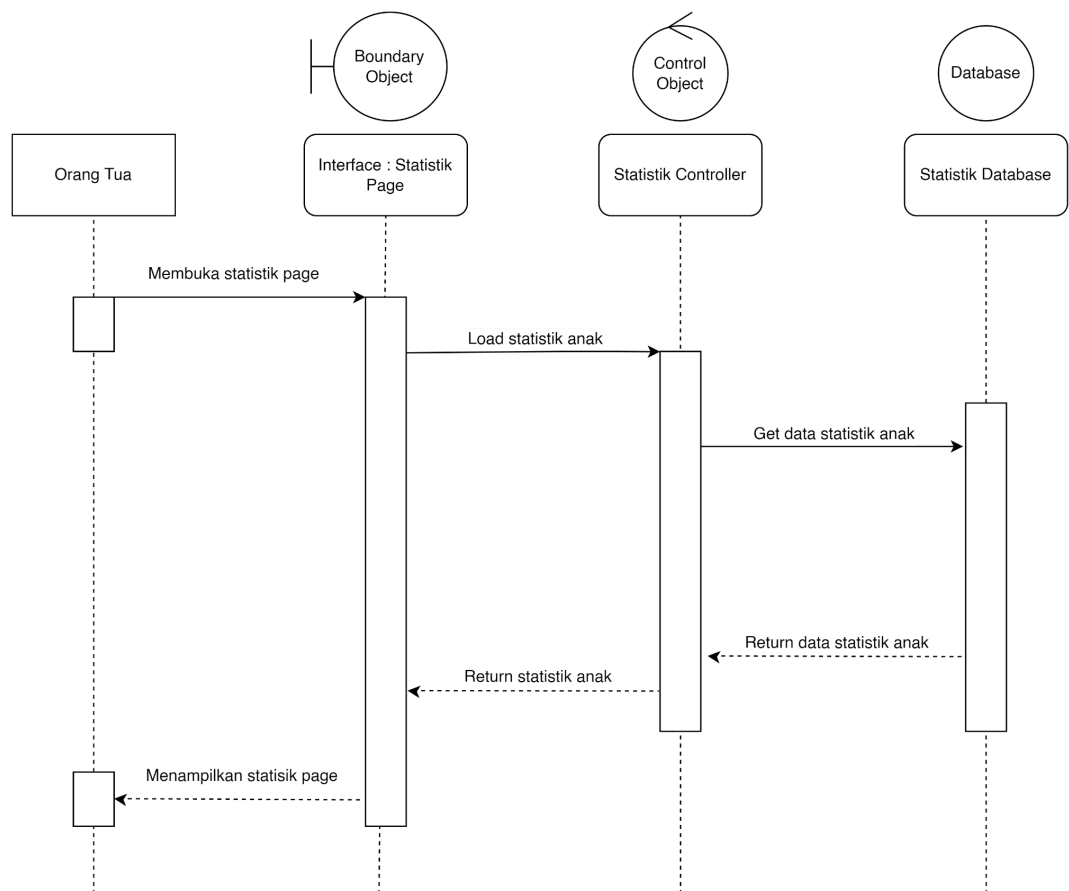 Boundary
Object
Control
Object
Database
Orang Tua
Interface : Statistik
Page
Statistik Controller
Statistik Database
Membuka statistik page
Load statistik anak
Get data statistik anak
Return data statistik anak
Return statistik anak
Menampilkan statisik page